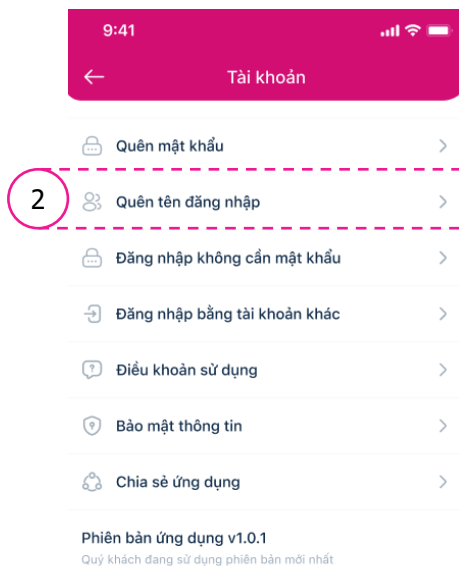 9:41
Tài khoản
Quên mật khẩu
2
Quên tên đăng nhập
Đăng nhập không cần mật khẩu
Đăng nhập bằng tài khoản khác
Điều khoản sử dụng
Bảo mật thông tin
Chia sẻ ứng dụng
Phiên bản ứng dụng v1.0.1
Quý khách đang sử dụng phiên bản mới nhất